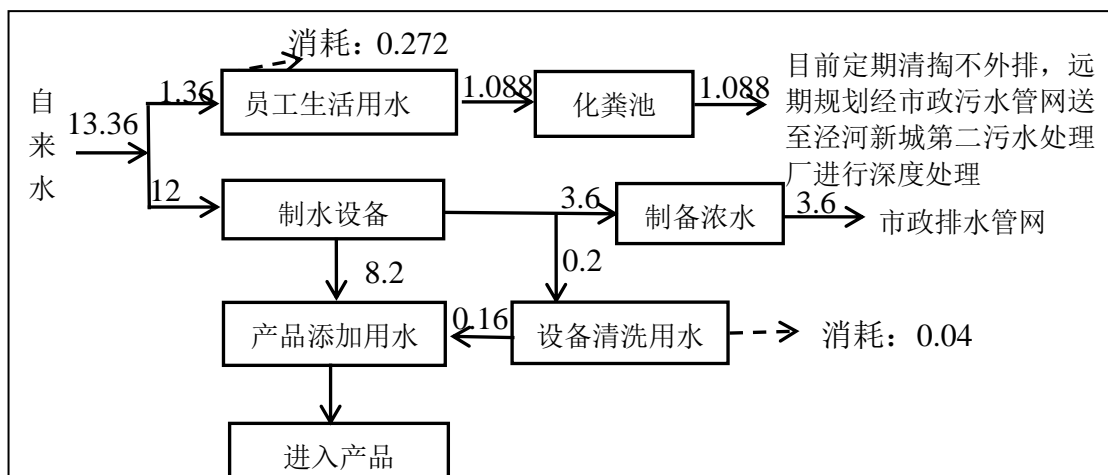 消耗：0.272
自来水
13.36
1.36
员工生活用水
1.088
化粪池
1.088
目前定期清掏不外排，远
期规划经市政污水管网送
至泾河新城第二污水处理
厂进行深度处理
12
制水设备
3.6
制备浓水
3.6
市政排水管网
8.2
0.2
产品添加用水
0.16
设备清洗用水
消耗：0.04
进入产品